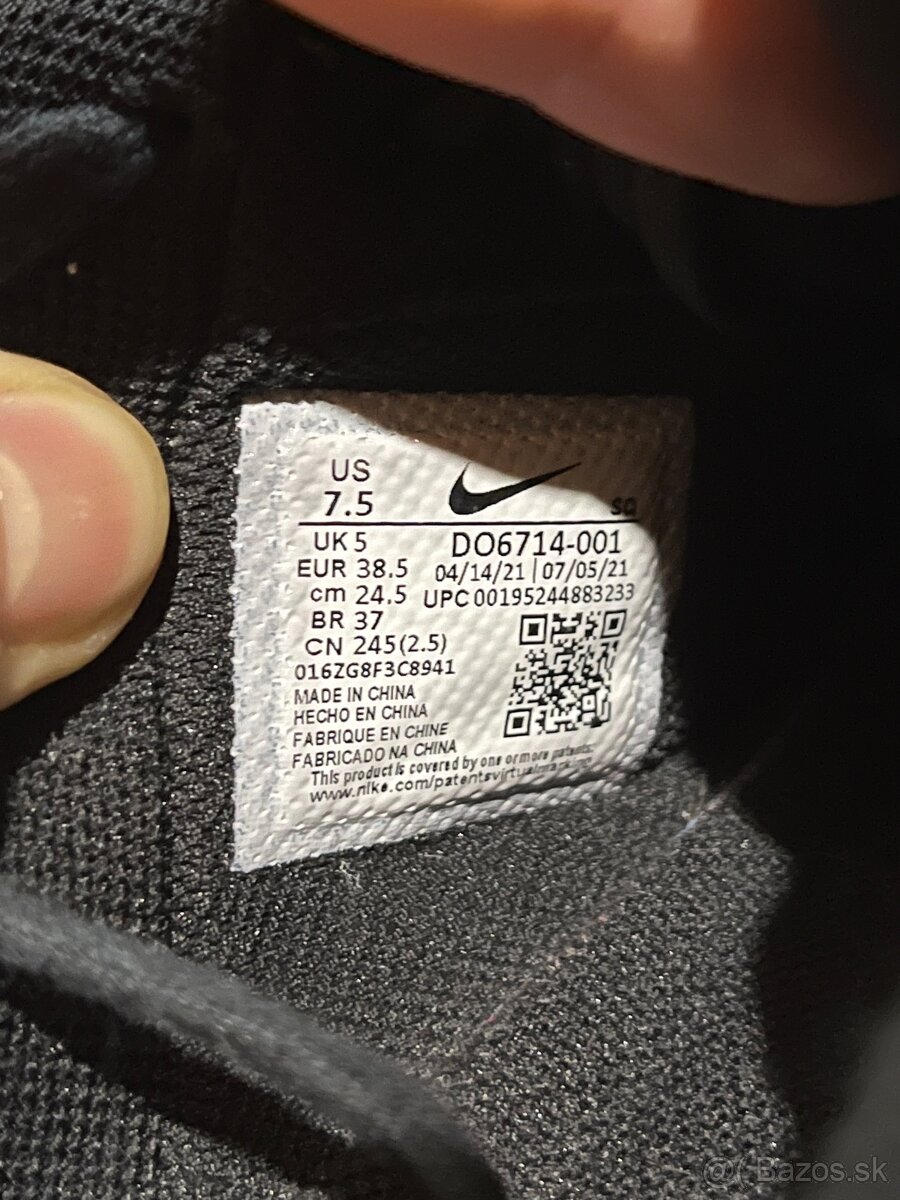 US
7.5
SQ
UK 5
EUR 38.5
cm 24.5
BR 37
CN 245(2.5)
DO6714-001
04/14/21 | 07/05/21
UPC 00195244883233
016ZG8F3C8941
MADE IN CHINA
HECHO EN CHINA
FABRIQUE EN CHINE
FABRICADO NA CHINA
This product is covered by one or more patents.
www.nike.com/patentsvirtualmarking
@( Bazos.sk